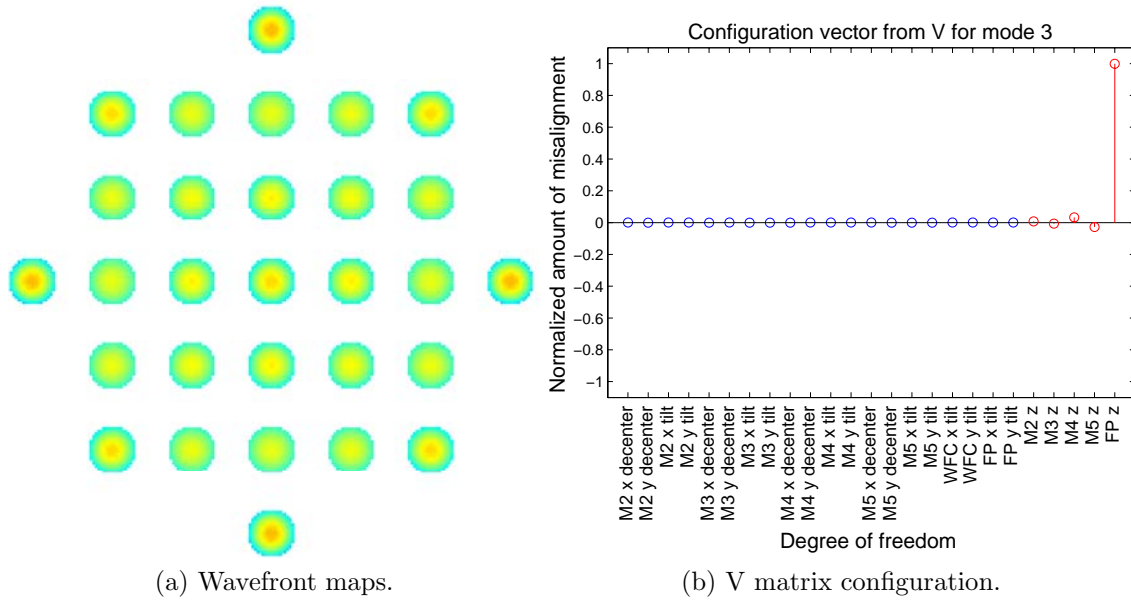 Configuration vector from V for mode 3
Normalized amount of misalignment
1
0.8
0.6
0.4
0.2
0
−0.2
−0.4
−0.6
−0.8
−1
M2 x decenter
M2 y decenter
M2 x tilt
M2 y tilt
M3 x decenter
M3 y decenter
M3 x tilt
M3 y tilt
M4 x decenter
M4 y decenter
M4 x tilt
M4 y tilt
M5 x decenter
M5 y decenter
M5 x tilt
M5 y tilt
WFC x tilt
WFC y tilt
FP x tilt
FP y tilt
M2 z
M3 z
M4 z
M5 z
FP z
Degree of freedom
(a) Wavefront maps.
(b) V matrix configuration.